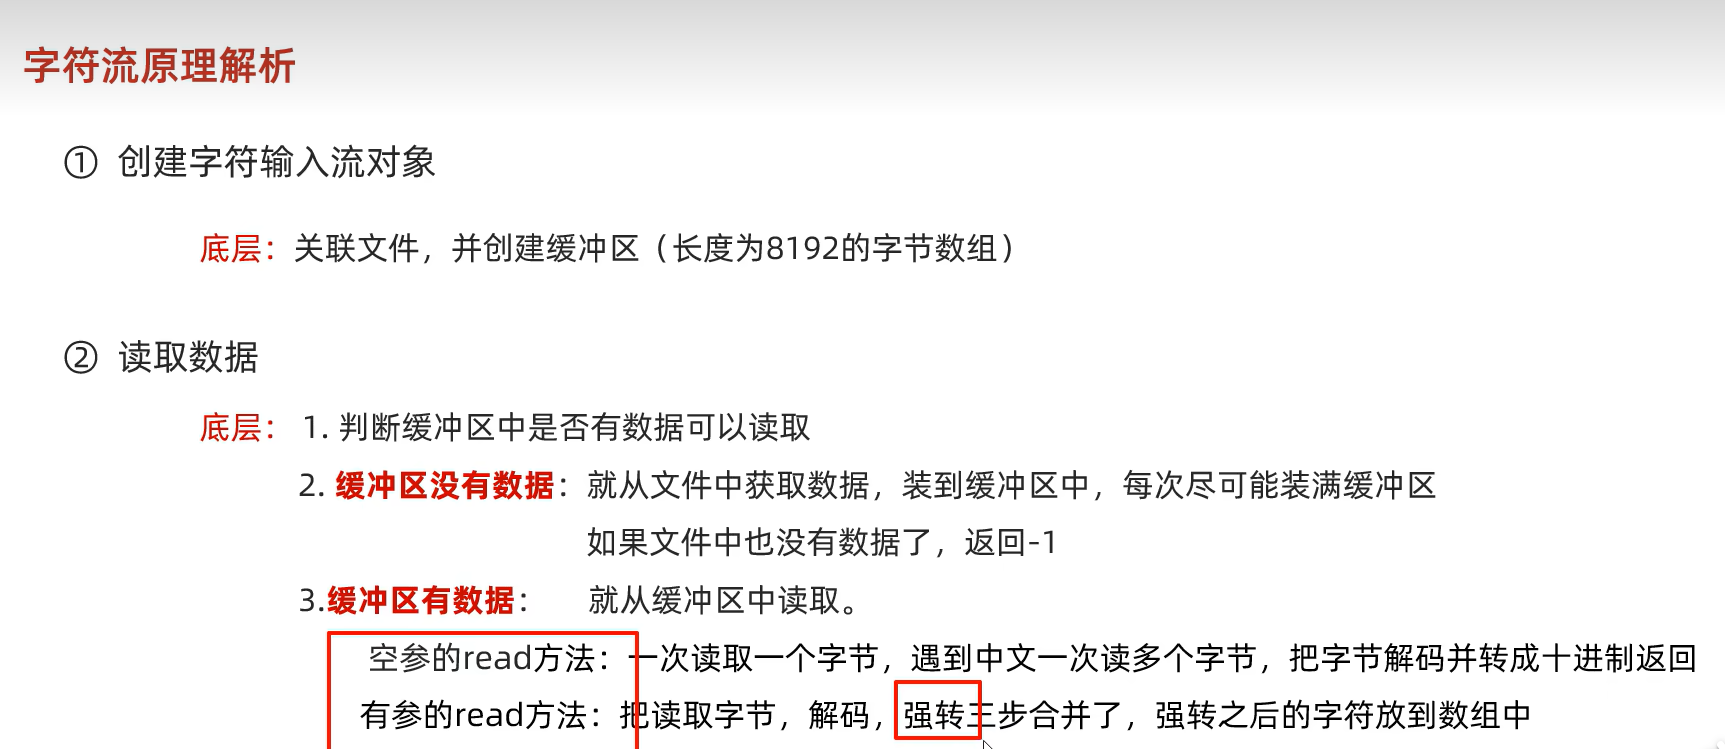 字符流原理解析
① 创建字符输入流对象
底层：关联文件，并创建缓冲区（长度为8192的字节数组）
② 读取数据
底层： 1. 判断缓冲区中是否有数据可以读取
2. 缓冲区没有数据：就从文件中获取数据，装到缓冲区中，每次尽可能装满缓冲区
如果文件中也没有数据了，返回-1
3.缓冲区有数据： 就从缓冲区中读取。
空参的read方法：一次读取一个字节，遇到中文一次读多个字节，把字节解码并转成十进制返回
有参的read方法：把读取字节，解码，强转三步合并了，强转之后的字符放到数组中